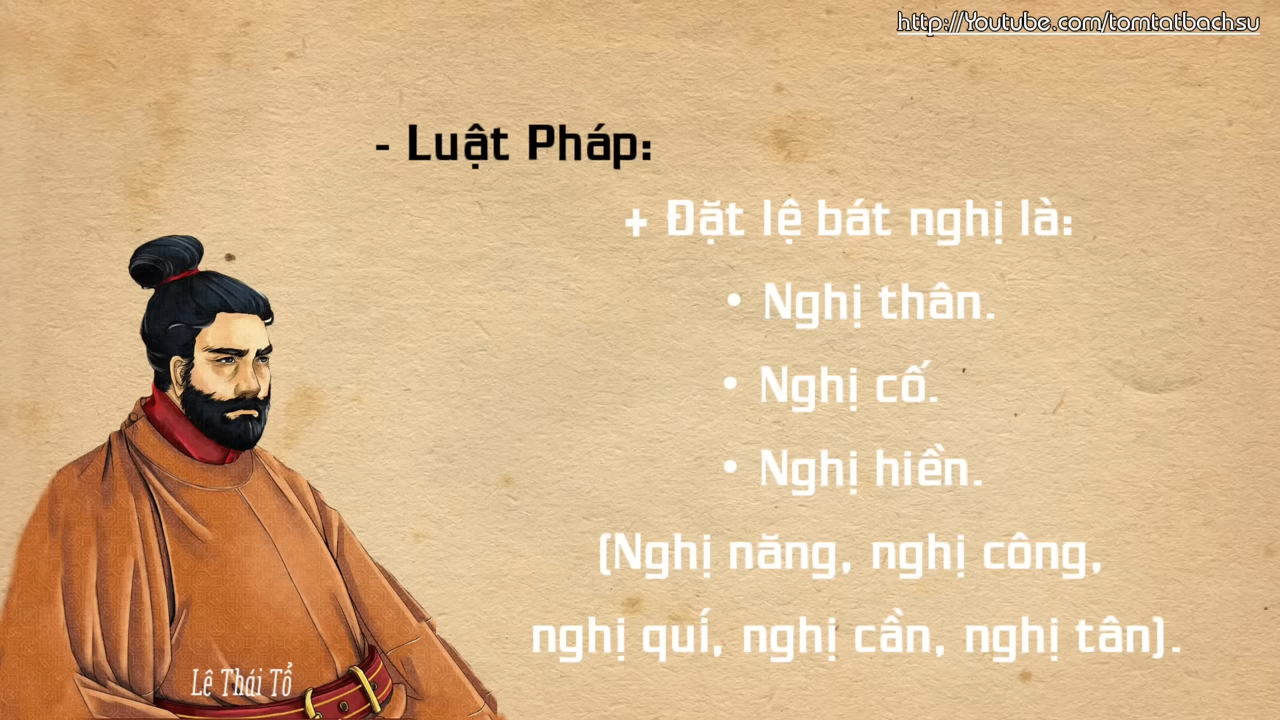 http://Youtube.com/tomtatbachsu
- Luật Pháp:
+ Đặt lệ bát nghị là:
• Nghị thân.
• Nghị cố.
• Nghị hiền.
(Nghị năng, nghị công,
nghị quí, nghị cần, nghị tân).
Lê Thái Tổ